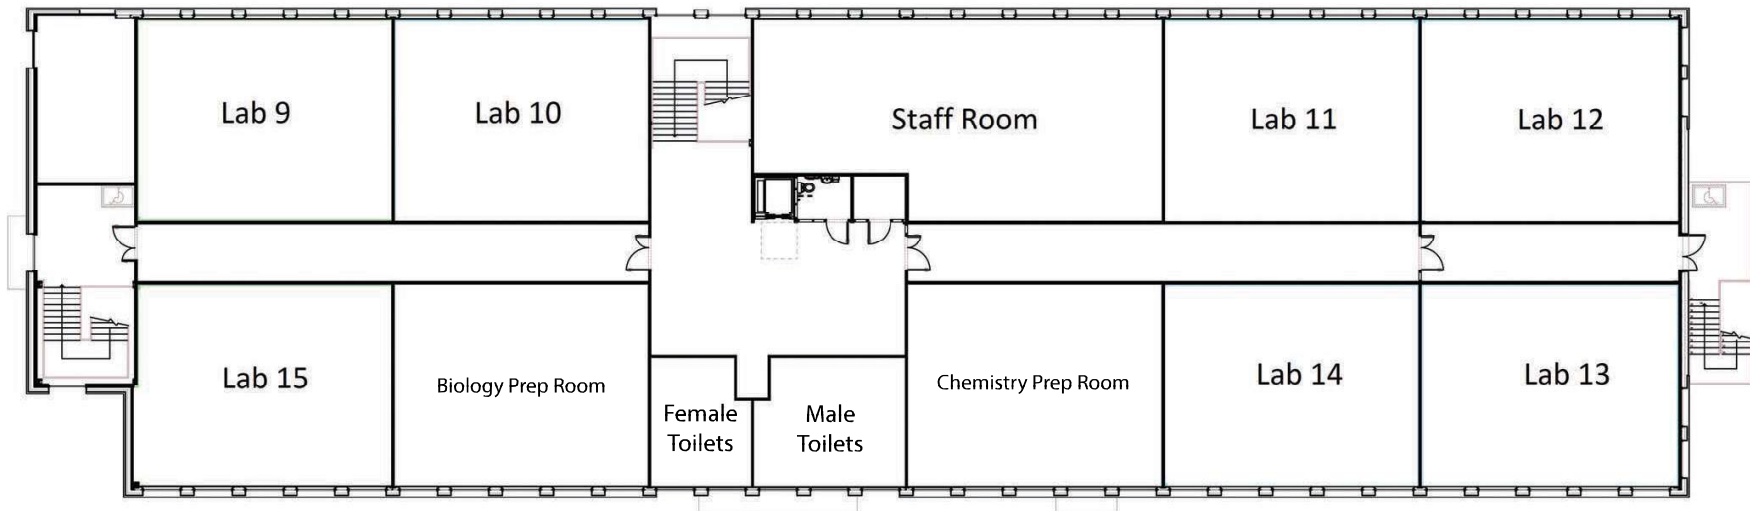 Lab 9
Lab 10
Staff Room
Lab 11
Lab 12
Lab 15
Biology Prep Room
Female
Toilets
Male
Toilets
Chemistry Prep Room
Lab 14
Lab 13